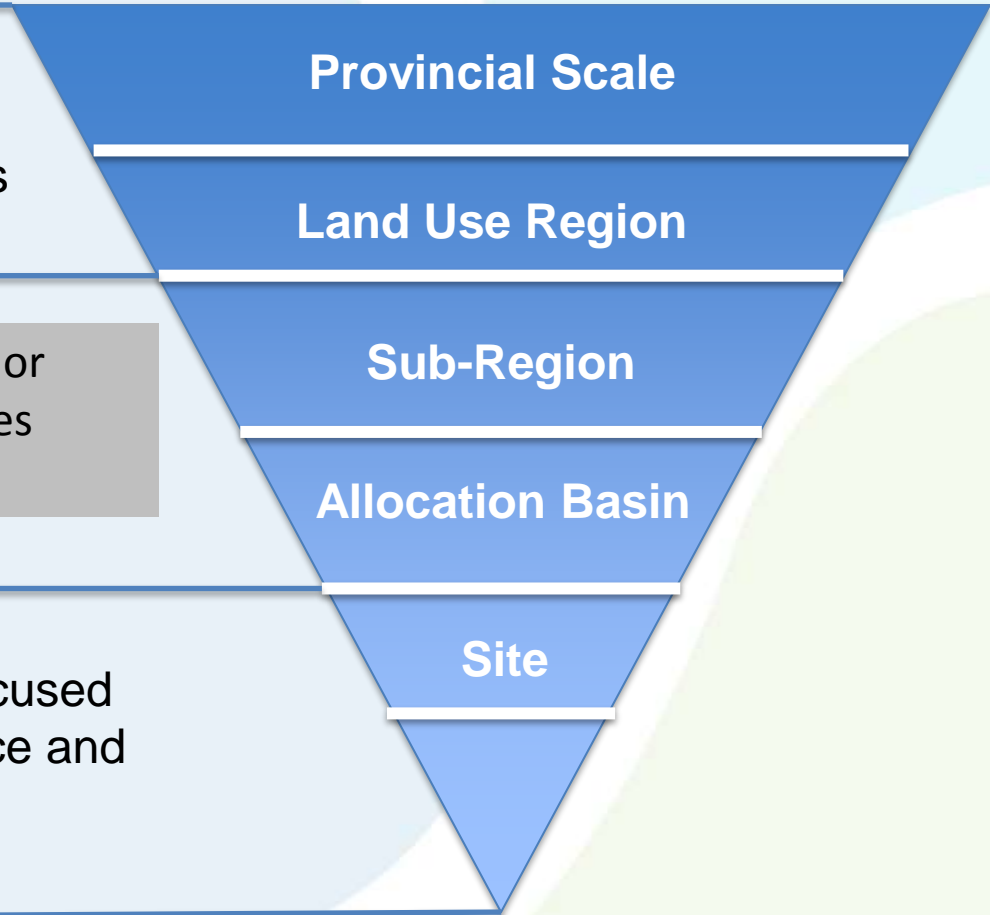 Provincial Scale
s
Land Use Region
or
es
Sub-Region
Allocation Basin
Site
cused
ce and